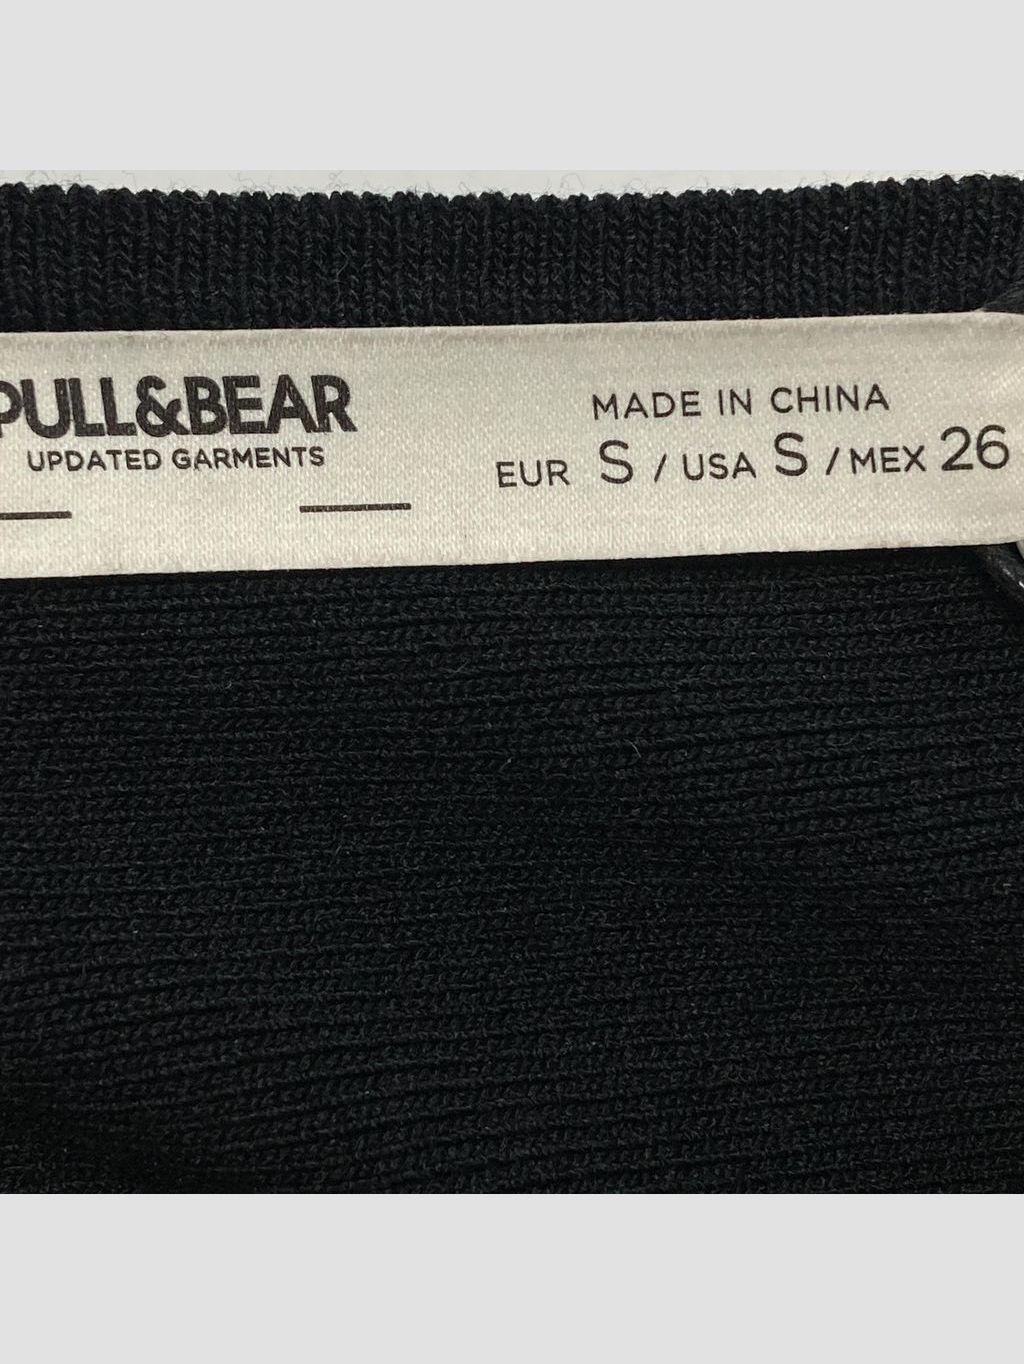 PULL&BEAR
UPDATED GARMENTS
MADE IN CHINA
EUR S / USA S / MEX 26